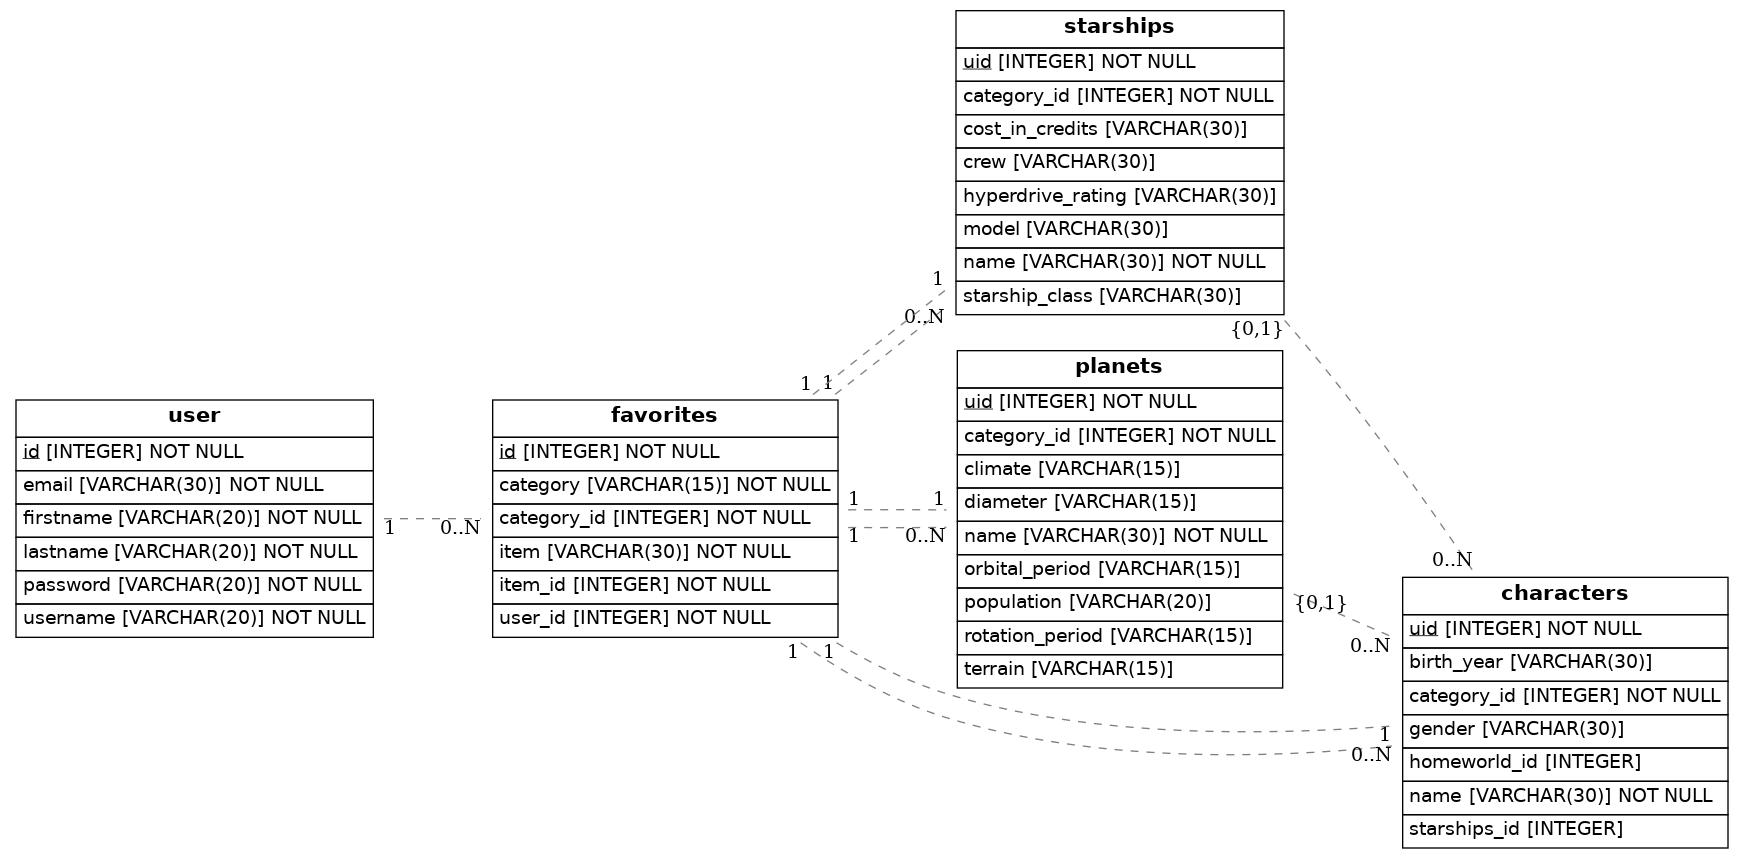 starships
uid [INTEGER] NOT NULL
category_id [INTEGER] NOT NULL
cost_in_credits [VARCHAR(30)]
crew [VARCHAR(30)]
hyperdrive_rating [VARCHAR(30)]
model [VARCHAR(30)]
name [VARCHAR(30)] NOT NULL
starship_class [VARCHAR(30)]
1
0..N
{0,1}
1
1
planets
uid [INTEGER] NOT NULL
category_id [INTEGER] NOT NULL
climate [VARCHAR(15)]
diameter [VARCHAR(15)]
name [VARCHAR(30)] NOT NULL
orbital_period [VARCHAR(15)]
population [VARCHAR(20)]
rotation_period [VARCHAR(15)]
terrain [VARCHAR(15)]
user
id [INTEGER] NOT NULL
email [VARCHAR(30)] NOT NULL
firstname [VARCHAR(20)] NOT NULL
lastname [VARCHAR(20)] NOT NULL
password [VARCHAR(20)] NOT NULL
username [VARCHAR(20)] NOT NULL
1
0..N
favorites
id [INTEGER] NOT NULL
category [VARCHAR(15)] NOT NULL
category_id [INTEGER] NOT NULL
item [VARCHAR(30)] NOT NULL
item_id [INTEGER] NOT NULL
user_id [INTEGER] NOT NULL
1
1
1
0..N
1
1
{0,1}
0..N
0..N
1
0..N
characters
uid [INTEGER] NOT NULL
birth_year [VARCHAR(30)]
category_id [INTEGER] NOT NULL
gender [VARCHAR(30)]
homeworld_id [INTEGER]
name [VARCHAR(30)] NOT NULL
starships_id [INTEGER]